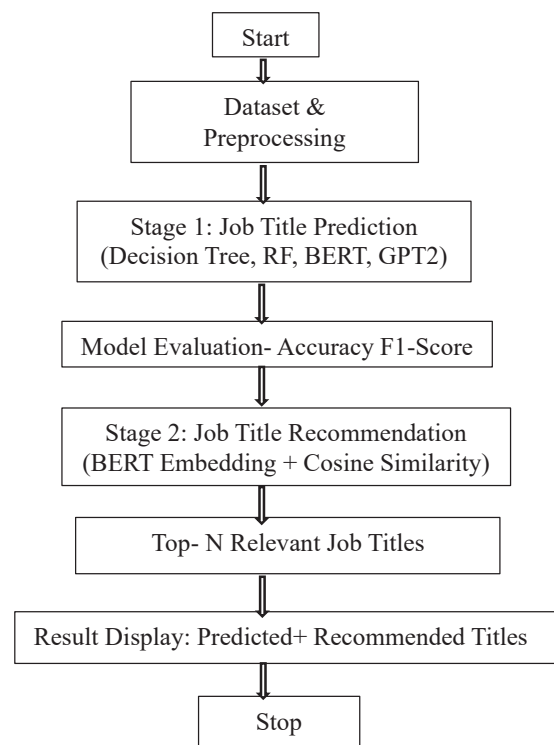 Start
Dataset &
Preprocessing
Stage 1: Job Title Prediction
(Decision Tree, RF, BERT, GPT2)
Model Evaluation- Accuracy F1-Score
Stage 2: Job Title Recommendation
(BERT Embedding + Cosine Similarity)
Top- N Relevant Job Titles
Result Display: Predicted+ Recommended Titles
Stop